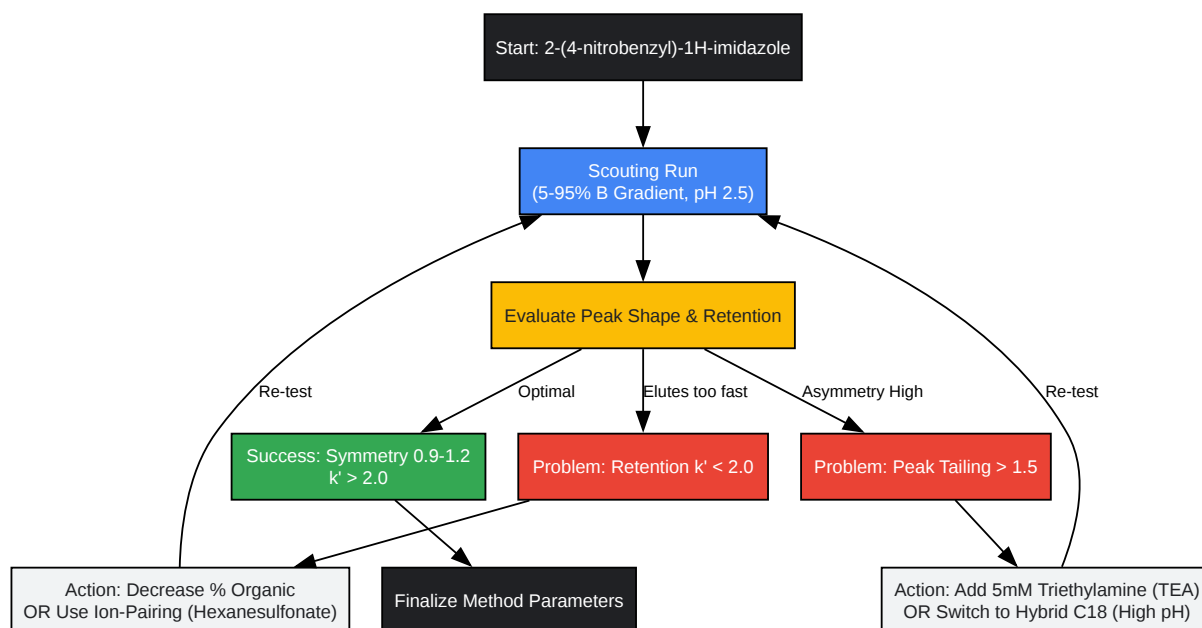 Start: 2-(4-nitrobenzyl)-1H-imidazole
Scouting Run
(5-95% B Gradient, pH 2.5)
Evaluate Peak Shape & Retention
Re-test
Optimal
Elutes too fast
Asymmetry High
Re-test
Success: Symmetry 0.9-1.2
k' > 2.0
Problem: Retention k' < 2.0
Problem: Peak Tailing > 1.5
Action: Decrease % Organic
OR Use Ion-Pairing (Hexanesulfonate)
Finalize Method Parameters
Action: Add 5mM Triethylamine (TEA)
OR Switch to Hybrid C18 (High pH)